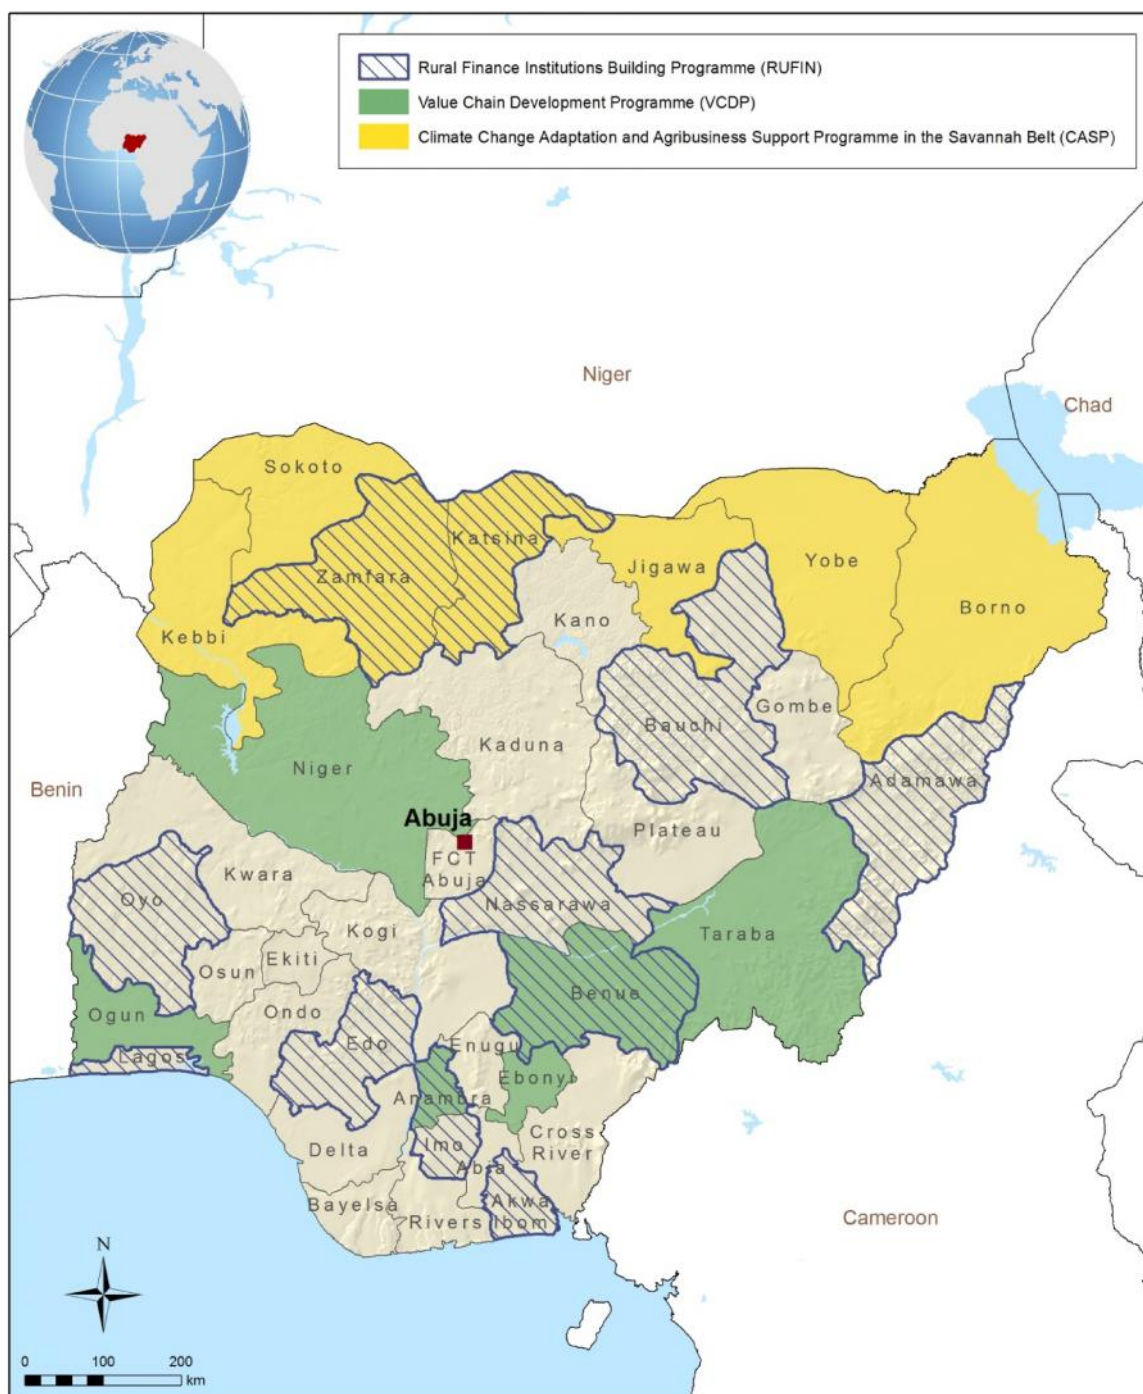 Rural Finance Institutions Building Programme (RUFIN)
Value Chain Development Programme (VCDP)
Climate Change Adaptation and Agribusiness Support Programme in the Savannah Belt (CASP)
Niger
Chad
Sokoto
Katsina
Zamfara
Jigawa
Yobe
Borno
Kano
Kebbi
Gombe
Bauchi
Kaduna
Niger
Adamawa
Benin
Abuja
Plateau
FCT
Abuja
Kwara
Oyo
Nassarawa
Kogi
Taraba
Ekiti
Osun
Benue
Ondo
Ogun
Edo
Enugu
Lagos
Ebonyi
Anambra
Cross
River
Imo
Delta
Abia
Akwa
Ibom
Bayelsa
Rivers
Cameroon
N
0 100 200
km